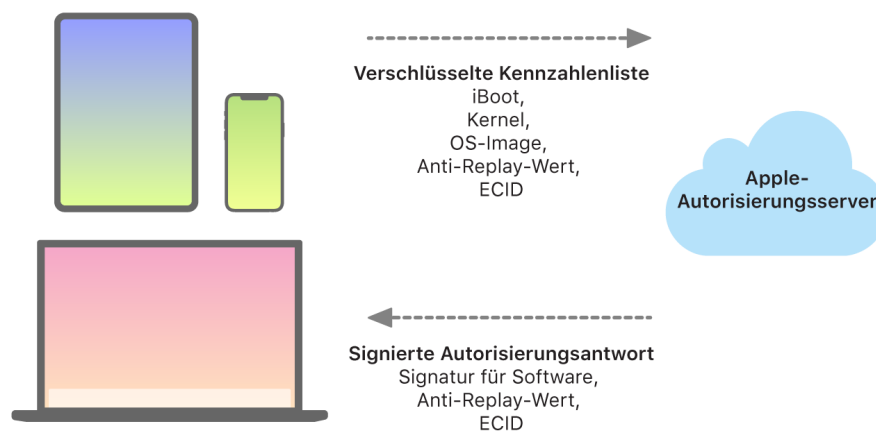 Verschlüsselte Kennzahlenliste
iBoot,
Kernel,
OS-Image,
Anti-Replay-Wert,
ECID
Apple-
Autorisierungsserver
Signierte Autorisierungsantwort
Signatur für Software,
Anti-Replay-Wert,
ECID